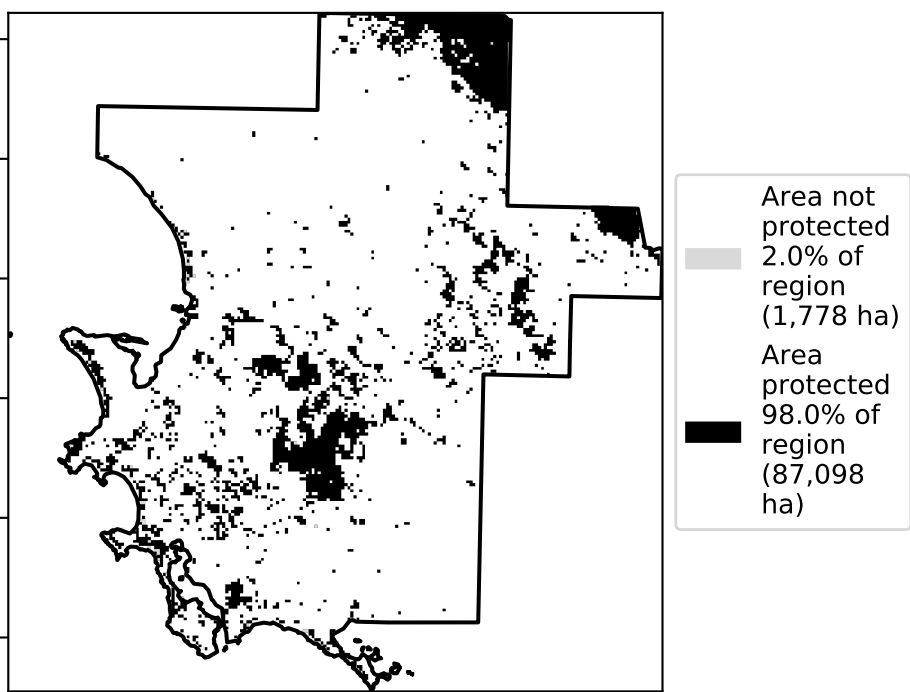 Area not
protected
2.0% of
region
(1,778 ha)
Area
protected
98.0% of
region
(87,098
ha)